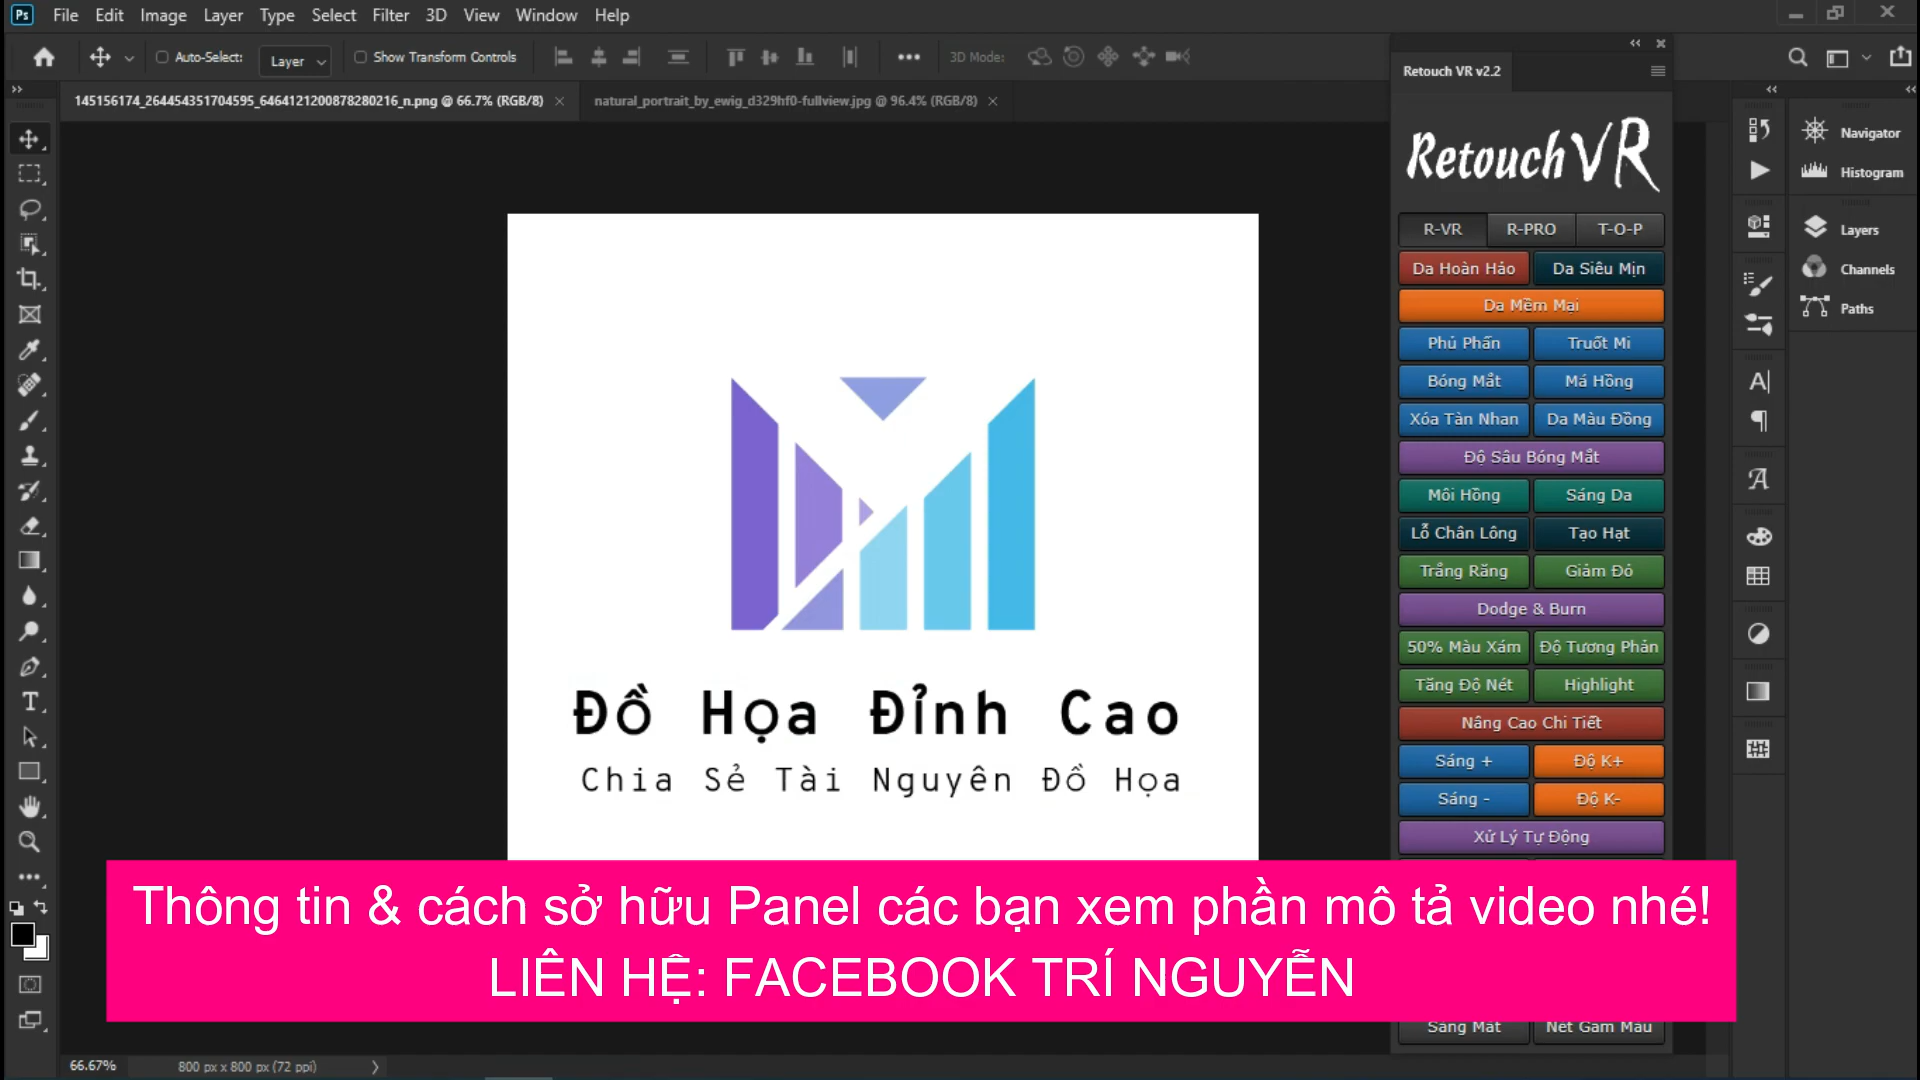 Ps File Edit Image Layer Type Select Filter 3D View Window Help
Auto-Select: Layer Show Transform Controls 3D Mode:
145156174_264454351704595_6464121200878280216_n.png @ 66.7% (RGB/8)
natural_portrait_by_ewig_d329hf0-fullview.jpg @ 96.4% (RGB/8)
Đồ Họa Đỉnh Cao
Chia Sẻ Tài Nguyên Đồ Họa
Retouch VR v2.2
Retouch VR
R-VR R-PRO T-O-P
Da Hoàn Hảo Da Siêu Mịn
Da Mềm Mại
Phủ Phấn Truốt Mi
Bóng Mắt Má Hồng
Xóa Tàn Nhan Da Màu Đồng
Độ Sâu Bóng Mắt
Môi Hồng Sáng Da
Lỗ Chân Lông Tạo Hạt
Trắng Răng Giảm Đỏ
Dodge & Burn
50% Màu Xám Độ Tương Phản
Tăng Độ Nét Highlight
Nâng Cao Chi Tiết
Sáng + Độ K+
Sáng - Độ K-
Xử Lý Tự Động
Navigator
Histogram
Layers
Channels
Paths
Thông tin & cách sở hữu Panel các bạn xem phần mô tả video nhé!
LIÊN HỆ: FACEBOOK TRÍ NGUYỄN
66.67% 800 px x 800 px (72 ppi)